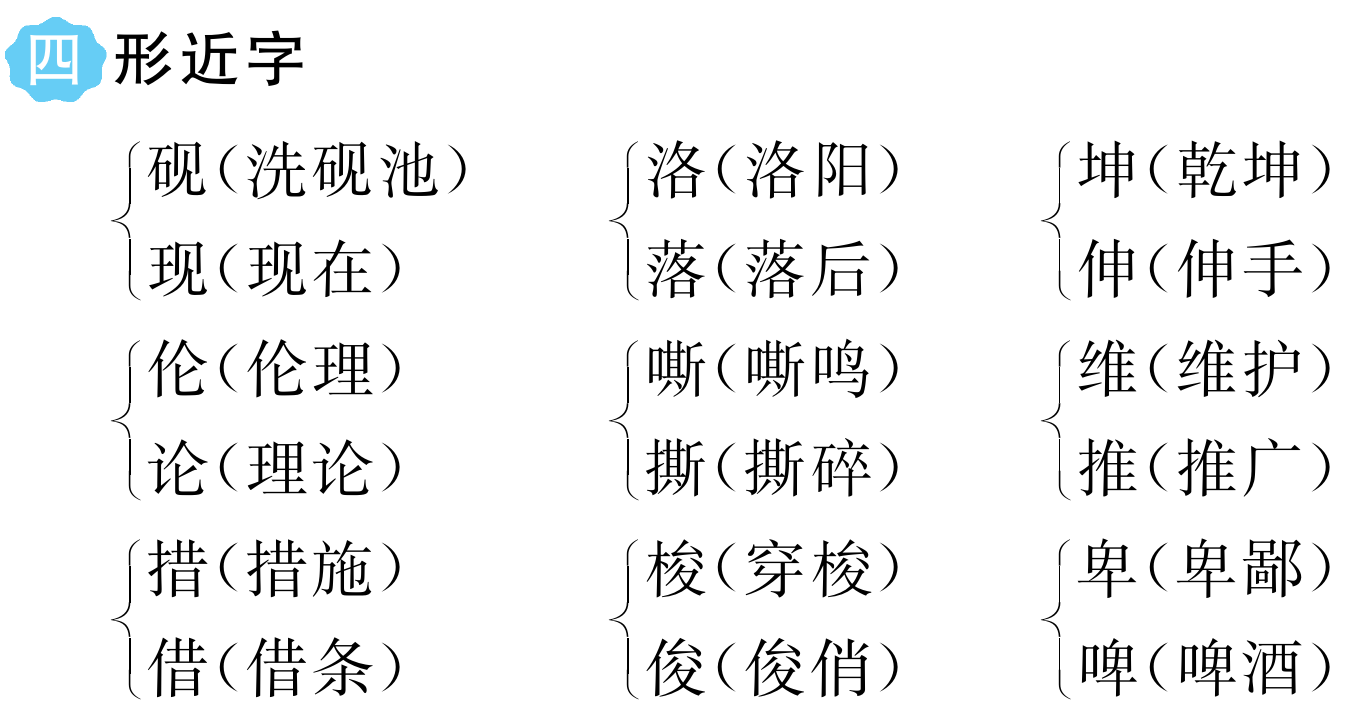 四 形近字
砚(洗砚池) 洛(洛阳) 坤(乾坤)
现(现在) 落(落后) 伸(伸手)
伦(伦理) 嘶(嘶鸣) 维(维护)
论(理论) 撕(撕碎) 推(推广)
措(措施) 梭(穿梭) 卑(卑鄙)
借(借条) 俊(俊俏) 啤(啤酒)